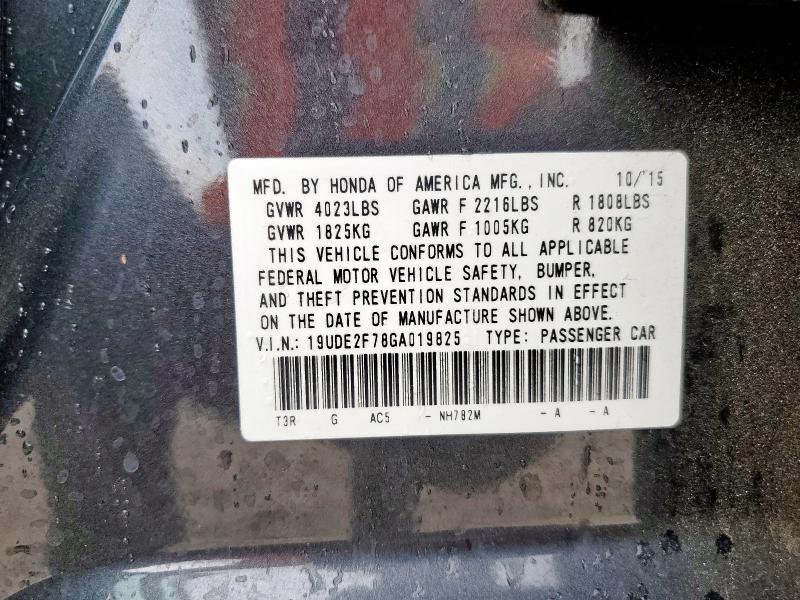 MFD. BY HONDA OF AMERICA MFG., INC. 10/'15
GVWR 4023LBS GAWR F 2216LBS R 1808LBS
GVWR 1825KG GAWR F 1005KG R 820KG
THIS VEHICLE CONFORMS TO ALL APPLICABLE
FEDERAL MOTOR VEHICLE SAFETY, BUMPER,
AND THEFT PREVENTION STANDARDS IN EFFECT
ON THE DATE OF MANUFACTURE SHOWN ABOVE.
V.I.N.: 19UDE2F78GA019825 TYPE: PASSENGER CAR
T3R G AC5 - NH782M - A - A